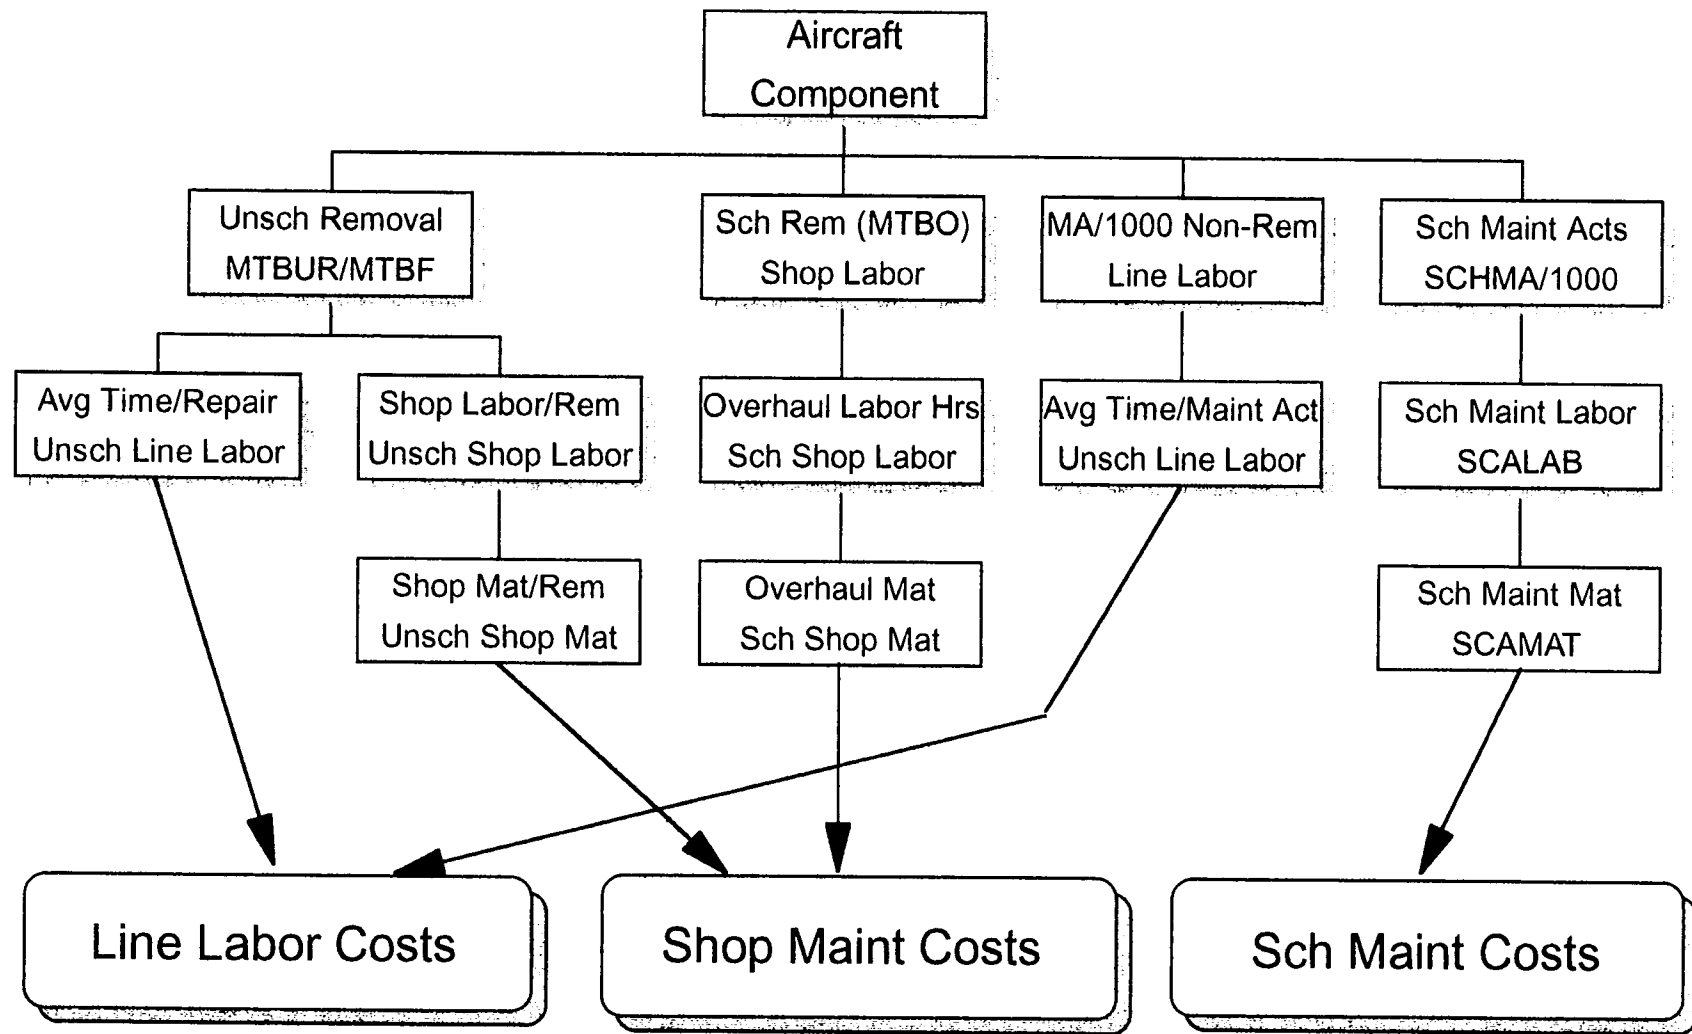 Aircraft
Component
Unsch Removal
MTBUR/MTBF
Sch Rem (MTBO)
Shop Labor
MA/1000 Non-Rem
Line Labor
Sch Maint Acts
SCHMA/1000
Avg Time/Repair
Unsch Line Labor
Shop Labor/Rem
Unsch Shop Labor
Overhaul Labor Hrs
Sch Shop Labor
Avg Time/Maint Act
Unsch Line Labor
Sch Maint Labor
SCALAB
Shop Mat/Rem
Unsch Shop Mat
Overhaul Mat
Sch Shop Mat
Sch Maint Mat
SCAMAT
Line Labor Costs
Shop Maint Costs
Sch Maint Costs